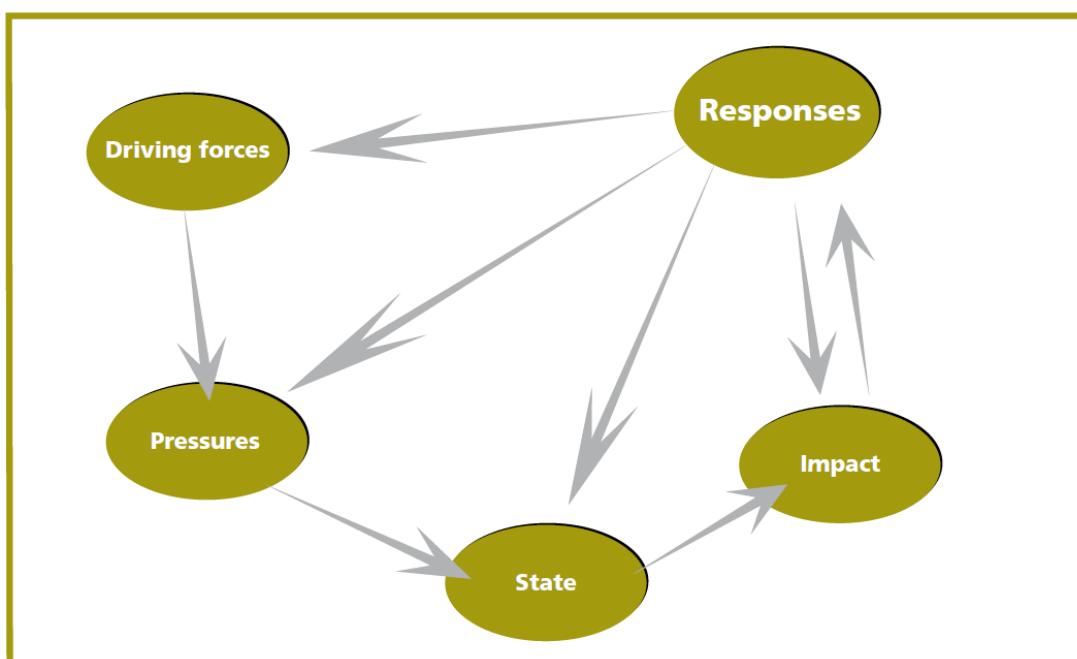 Responses
Driving forces
Pressures
Impact
State